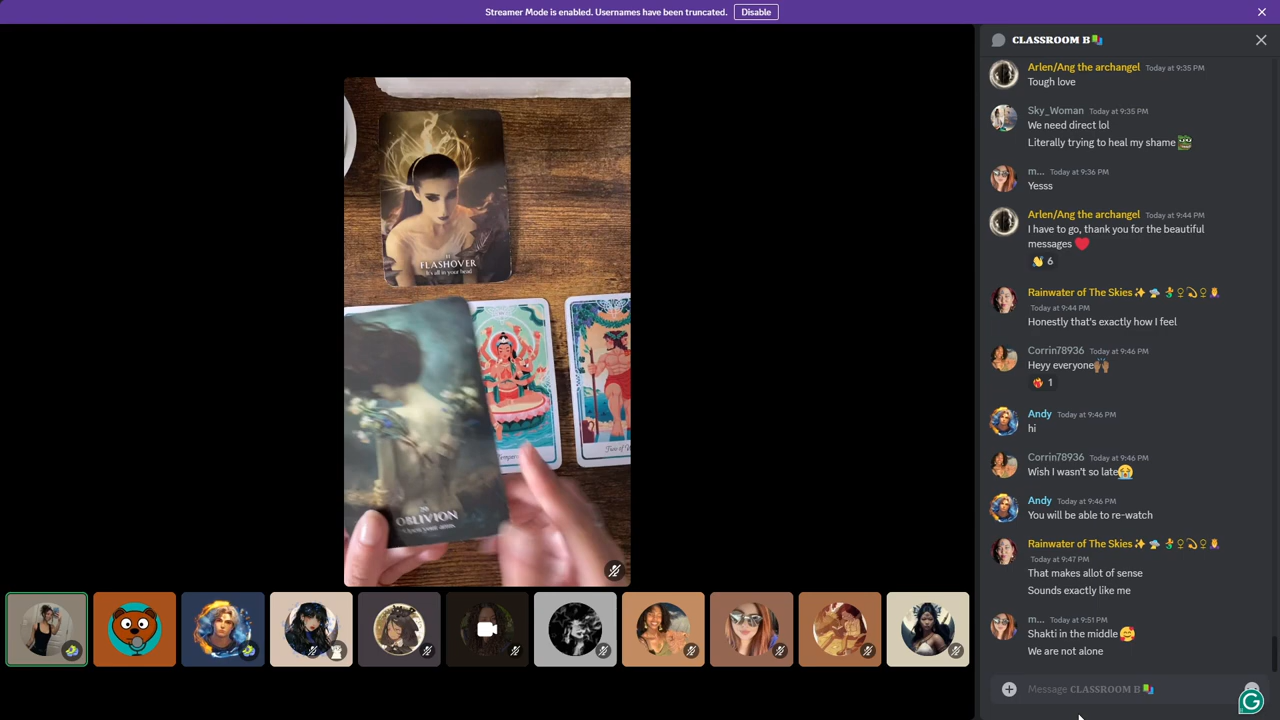 Streamer Mode is enabled. Usernames have been truncated.
Disable
CLASSROOM B
Arlen/Ang the archangel Today at 9:35 PM
Tough love
Sky_Woman Today at 9:35 PM
We need direct lol
Literally trying to heal my shame
m... Today at 9:36 PM
Yesss
Arlen/Ang the archangel Today at 9:44 PM
I have to go, thank you for the beautiful
messages ❤️
👋 6
Rainwater of The Skies
Today at 9:44 PM
Honestly that's exactly how I feel
Corrin78936 Today at 9:46 PM
Heyy everyone
1
Andy Today at 9:46 PM
hi
Corrin78936 Today at 9:46 PM
Wish I wasn't so late😭
Andy Today at 9:46 PM
You will be able to re-watch
Rainwater of The Skies
Today at 9:47 PM
That makes allot of sense
Sounds exactly like me
m... Today at 9:51 PM
Shakti in the middle 🥰
We are not alone
Message CLASSROOM B
FLASHOVER
It's all in your head
OBLIVION